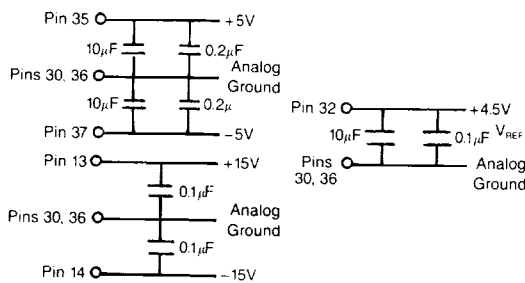 Pin 35
+5V
10µF
0.2µF
Pins 30, 36
Analog
Ground
10µF
0.2µ
Pin 37
−5V
Pin 13
+15V
0.1µF
Pins 30, 36
Analog
Ground
0.1µF
Pin 14
−15V
Pin 32
+4.5V
10µF
0.1µF
VREF
Pins
30, 36
Analog
Ground